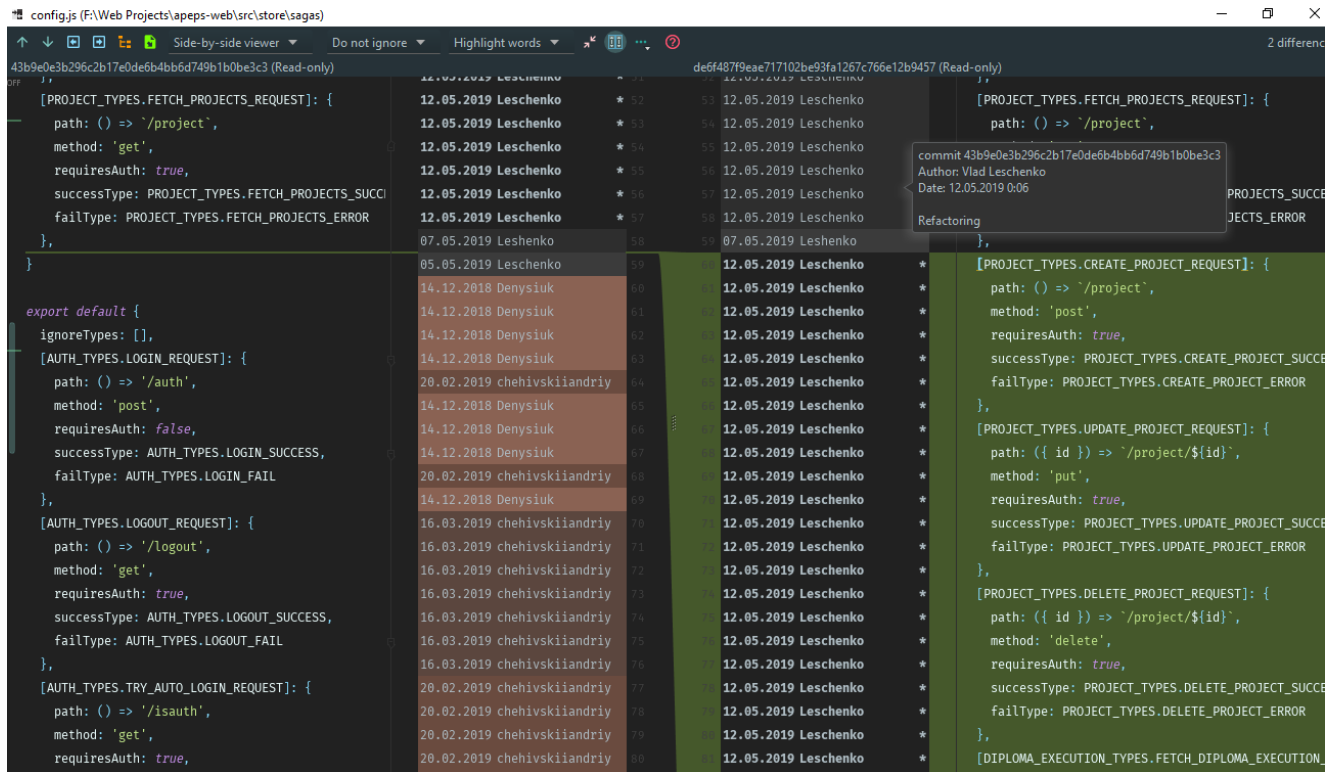 config.js (F:\Web Projects\apeps-web\src\store\sagas)
Side-by-side viewer
Do not ignore
Highlight words
2 differenc
43b9e0e3b296c2b17e0de6b4bb6d749b1b0be3c3 (Read-only)
de6f487f9eae717102be93fa1267c766e12b9457 (Read-only)
OFF
}, 12.05.2019 Leschenko * 51
[PROJECT_TYPES.FETCH_PROJECTS_REQUEST]: { 12.05.2019 Leschenko * 52
path: () => `/project`, 12.05.2019 Leschenko * 53
method: 'get', 12.05.2019 Leschenko * 54
requiresAuth: true, 12.05.2019 Leschenko * 55
successType: PROJECT_TYPES.FETCH_PROJECTS_SUCC 12.05.2019 Leschenko * 56
failType: PROJECT_TYPES.FETCH_PROJECTS_ERROR 12.05.2019 Leschenko * 57
}, 07.05.2019 Leshenko 58
} 05.05.2019 Leschenko 59
14.12.2018 Denysiuk 60
export default { 14.12.2018 Denysiuk 61
ignoreTypes: [], 14.12.2018 Denysiuk 62
[AUTH_TYPES.LOGIN_REQUEST]: { 14.12.2018 Denysiuk 63
path: () => '/auth', 20.02.2019 chehivskiiandriy 64
method: 'post', 14.12.2018 Denysiuk 65
requiresAuth: false, 14.12.2018 Denysiuk 66
successType: AUTH_TYPES.LOGIN_SUCCESS, 14.12.2018 Denysiuk 67
failType: AUTH_TYPES.LOGIN_FAIL 20.02.2019 chehivskiiandriy 68
}, 14.12.2018 Denysiuk 69
[AUTH_TYPES.LOGOUT_REQUEST]: { 16.03.2019 chehivskiiandriy 70
path: () => '/logout', 16.03.2019 chehivskiiandriy 71
method: 'get', 16.03.2019 chehivskiiandriy 72
requiresAuth: true, 16.03.2019 chehivskiiandriy 73
successType: AUTH_TYPES.LOGOUT_SUCCESS, 16.03.2019 chehivskiiandriy 74
failType: AUTH_TYPES.LOGOUT_FAIL 16.03.2019 chehivskiiandriy 75
}, 16.03.2019 chehivskiiandriy 76
[AUTH_TYPES.TRY_AUTO_LOGIN_REQUEST]: { 20.02.2019 chehivskiiandriy 77
path: () => '/isauth', 20.02.2019 chehivskiiandriy 78
method: 'get', 20.02.2019 chehivskiiandriy 79
requiresAuth: true, 20.02.2019 chehivskiiandriy 80
52 12.05.2019 Leschenko },
53 12.05.2019 Leschenko [PROJECT_TYPES.FETCH_PROJECTS_REQUEST]: {
54 12.05.2019 Leschenko path: () => `/project`,
55 12.05.2019 Leschenko
56 12.05.2019 Leschenko
57 12.05.2019 Leschenko PROJECTS_SUCCE
58 12.05.2019 Leschenko JECTS_ERROR
commit 43b9e0e3b296c2b17e0de6b4bb6d749b1b0be3c3
Author: Vlad Leschenko
Date: 12.05.2019 0:06
Refactoring
59 07.05.2019 Leshenko },
60 12.05.2019 Leschenko * [PROJECT_TYPES.CREATE_PROJECT_REQUEST]: {
61 12.05.2019 Leschenko * path: () => `/project`,
62 12.05.2019 Leschenko * method: 'post',
63 12.05.2019 Leschenko * requiresAuth: true,
64 12.05.2019 Leschenko * successType: PROJECT_TYPES.CREATE_PROJECT_SUCCE
65 12.05.2019 Leschenko * failType: PROJECT_TYPES.CREATE_PROJECT_ERROR
66 12.05.2019 Leschenko * },
67 12.05.2019 Leschenko * [PROJECT_TYPES.UPDATE_PROJECT_REQUEST]: {
68 12.05.2019 Leschenko * path: ({ id }) => `/project/${id}`,
69 12.05.2019 Leschenko * method: 'put',
70 12.05.2019 Leschenko * requiresAuth: true,
71 12.05.2019 Leschenko * successType: PROJECT_TYPES.UPDATE_PROJECT_SUCCE
72 12.05.2019 Leschenko * failType: PROJECT_TYPES.UPDATE_PROJECT_ERROR
73 12.05.2019 Leschenko * },
74 12.05.2019 Leschenko * [PROJECT_TYPES.DELETE_PROJECT_REQUEST]: {
75 12.05.2019 Leschenko * path: ({ id }) => `/project/${id}`,
76 12.05.2019 Leschenko * method: 'delete',
77 12.05.2019 Leschenko * requiresAuth: true,
78 12.05.2019 Leschenko * successType: PROJECT_TYPES.DELETE_PROJECT_SUCCE
79 12.05.2019 Leschenko * failType: PROJECT_TYPES.DELETE_PROJECT_ERROR
80 12.05.2019 Leschenko * },
81 12.05.2019 Leschenko * [DIPLOMA_EXECUTION_TYPES.FETCH_DIPLOMA_EXECUTION_